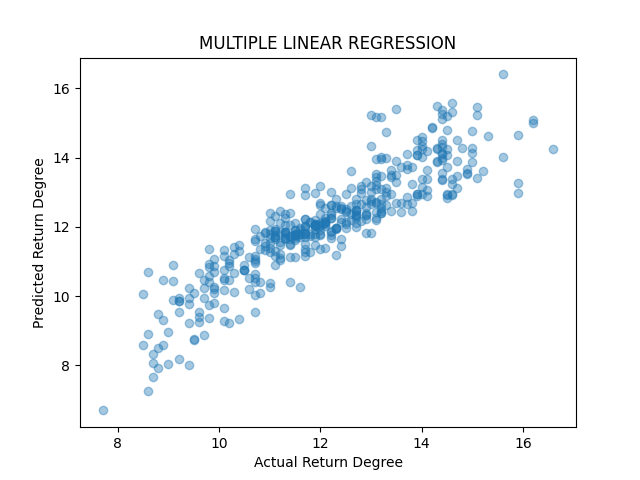 MULTIPLE LINEAR REGRESSION
16
14
12
10
8
Predicted Return Degree
8 10 12 14 16
Actual Return Degree